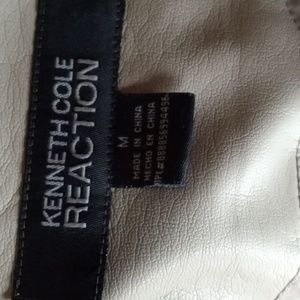 KENNETH COLE
REACTION
M
MADE IN CHINA
HECHO EN CHINA